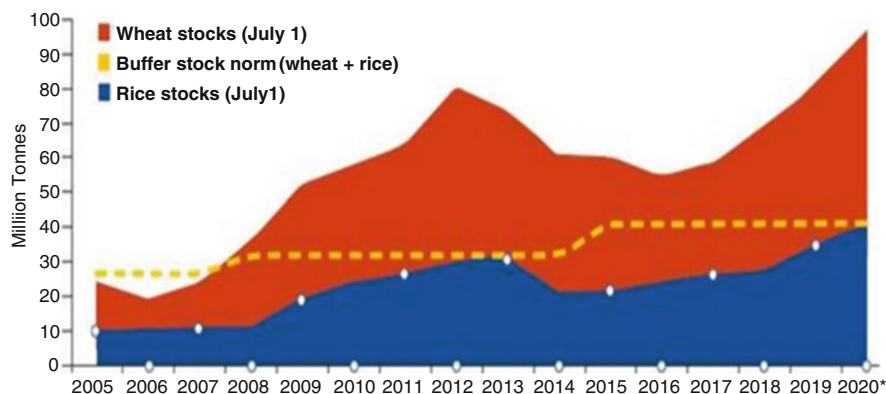 100
90
80
70
60
50
40
30
20
10
0
Milliion Tonnes
Wheat stocks (July 1)
Buffer stock norm (wheat + rice)
Rice stocks (July1)
2005 2006 2007 2008 2009 2010 2011 2012 2013 2014 2015 2016 2017 2018 2019 2020*